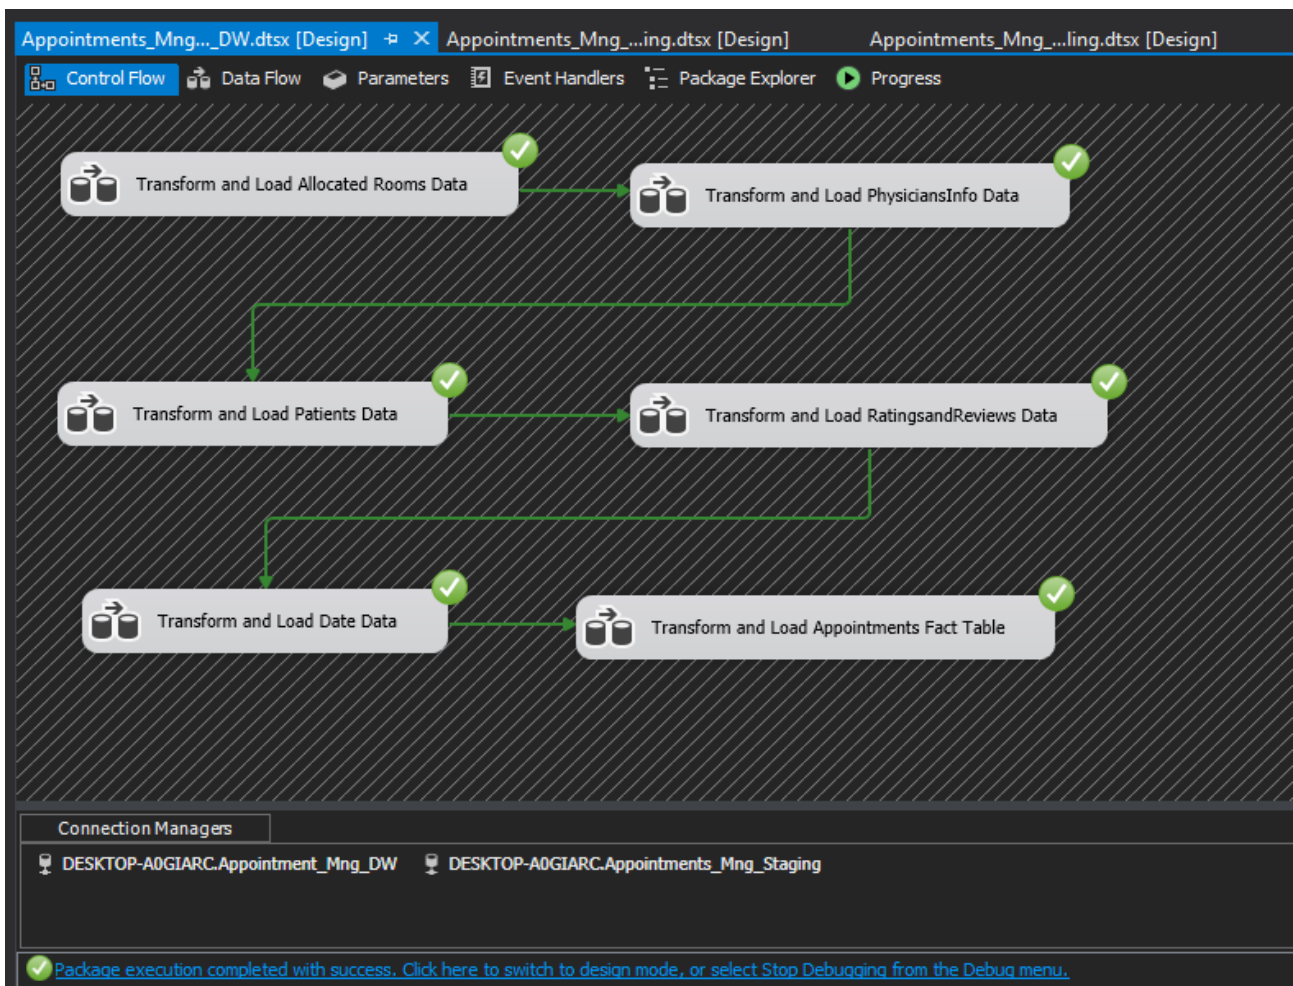 Appointments_Mng..._DW.dtsx [Design] Appointments_Mng_...ing.dtsx [Design] Appointments_Mng_...ling.dtsx [Design]
Control Flow Data Flow Parameters Event Handlers Package Explorer Progress
Transform and Load Allocated Rooms Data
Transform and Load PhysiciansInfo Data
Transform and Load Patients Data
Transform and Load RatingsandReviews Data
Transform and Load Date Data
Transform and Load Appointments Fact Table
Connection Managers
DESKTOP-A0GIARC.Appointment_Mng_DW DESKTOP-A0GIARC.Appointments_Mng_Staging
Package execution completed with success. Click here to switch to design mode, or select Stop Debugging from the Debug menu.